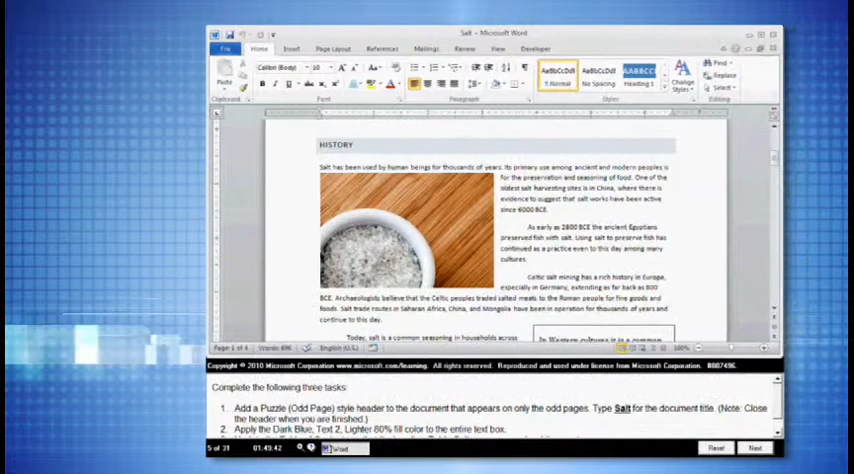 Salt - Microsoft Word
File Home Insert Page Layout References Mailings Review View Developer
Paste
Calibri (Body) 10
AaBbCcDdI AaBbCcDdI AABBCCI
¶ Normal No Spacing Heading 1
Change Styles
Find
Replace
Select
Clipboard Font Paragraph Styles Editing
HISTORY
Salt has been used by human beings for thousands of years. Its primary use among ancient and modern peoples is
for the preservation and seasoning of food. One of the
oldest salt harvesting sites is in China, where there is
evidence to suggest that salt works have been active
since 6000 BCE.
As early as 2800 BCE the ancient Egyptians
preserved fish with salt. Using salt to preserve fish has
continued as a practice even to this day among many
cultures.
Celtic salt mining has a rich history in Europe,
especially in Germany, extending as far back as 800
BCE. Archaeologists believe that the Celtic peoples traded salted meats to the Roman people for fine goods and
foods. Salt trade routes in Saharan Africa, China, and Mongolia have been in operation for thousands of years and
continue to this day.
Today, salt is a common seasoning in households across
In Western cultures it is a common
Page: 1 of 4 Words: 696 English (U.S.) 100%
Copyright © 2010 Microsoft Corporation www.microsoft.com/learning. All rights reserved. Reproduced and used under license from Microsoft Corporation. B007496.
Complete the following three tasks:
1. Add a Puzzle (Odd Page) style header to the document that appears on only the odd pages. Type Salt for the document title. (Note: Close
the header when you are finished.)
2. Apply the Dark Blue, Text 2, Lighter 80% fill color to the entire text box.
5 of 31 01:49:42 Word Reset Next